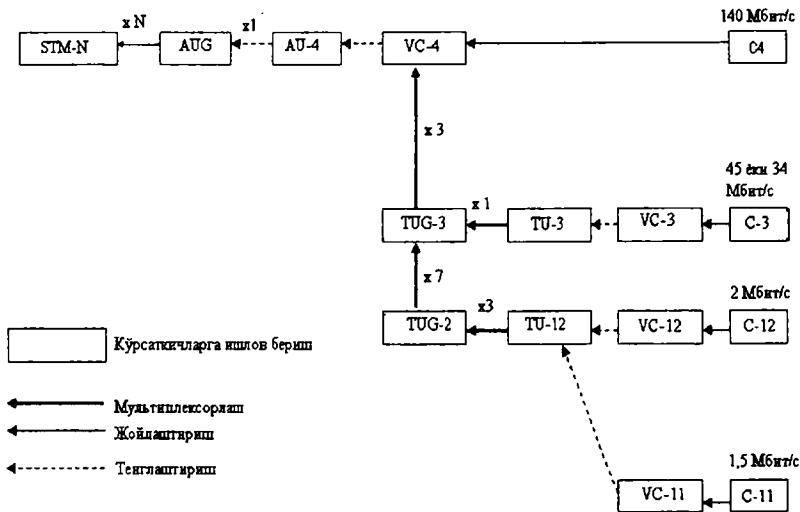 140 Мбит/с
x N
x1
STM-N
AUG
AU-4
VC-4
C4
x 3
45 ёки 34
Мбит/с
x 1
TUG-3
TU-3
VC-3
C-3
x 7
x3
2 Мбит/с
TUG-2
TU-12
VC-12
C-12
Кўрсаткичларга ишлов бериш
Мультиплексорлаш
Жойлаштириш
Тенглаштириш
1,5 Мбит/с
VC-11
C-11